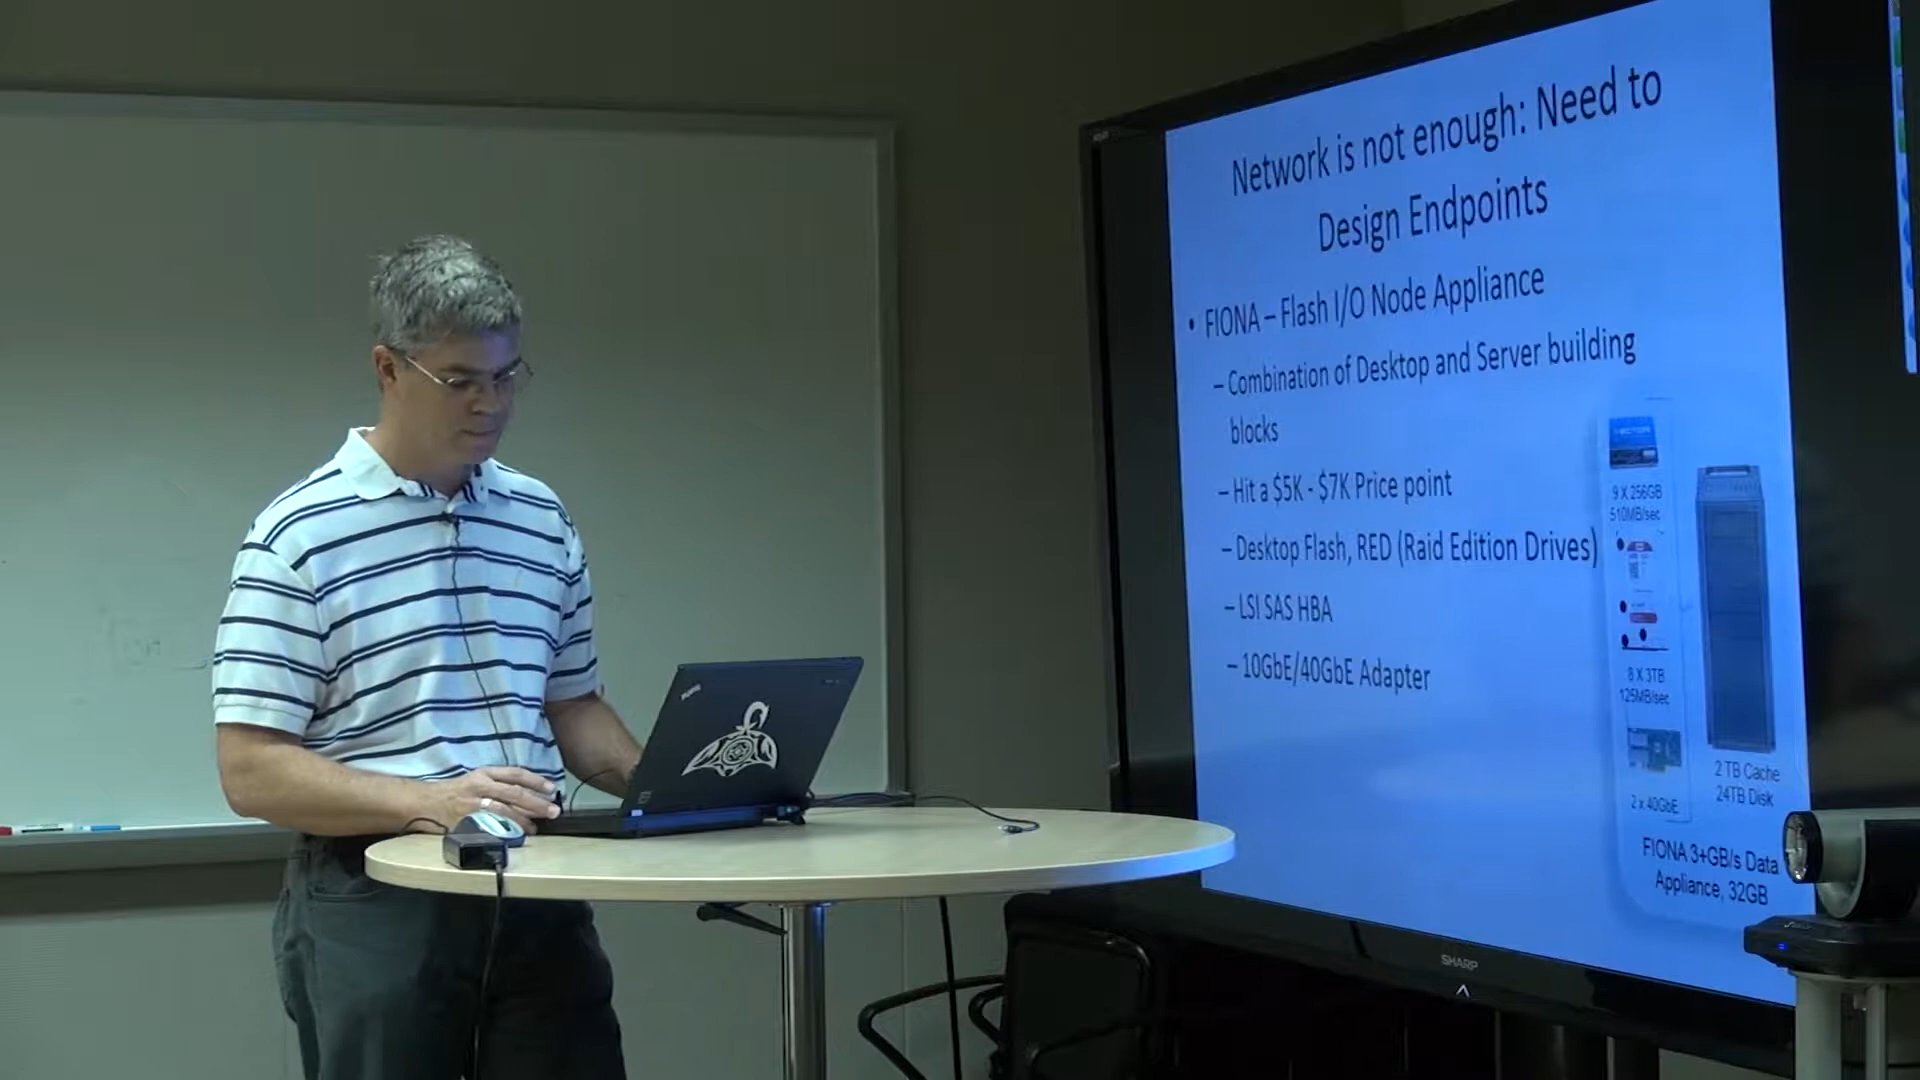 Network is not enough: Need to
Design Endpoints
• FIONA – Flash I/O Node Appliance
– Combination of Desktop and Server building
blocks
– Hit a $5K - $7K Price point
– Desktop Flash, RED (Raid Edition Drives)
– LSI SAS HBA
– 10GbE/40GbE Adapter
9 X 256GB
510MB/sec
8 X 3TB
125MB/sec
2 x 40GbE
2 TB Cache
24TB Disk
FIONA 3+GB/s Data
Appliance, 32GB
SHARP